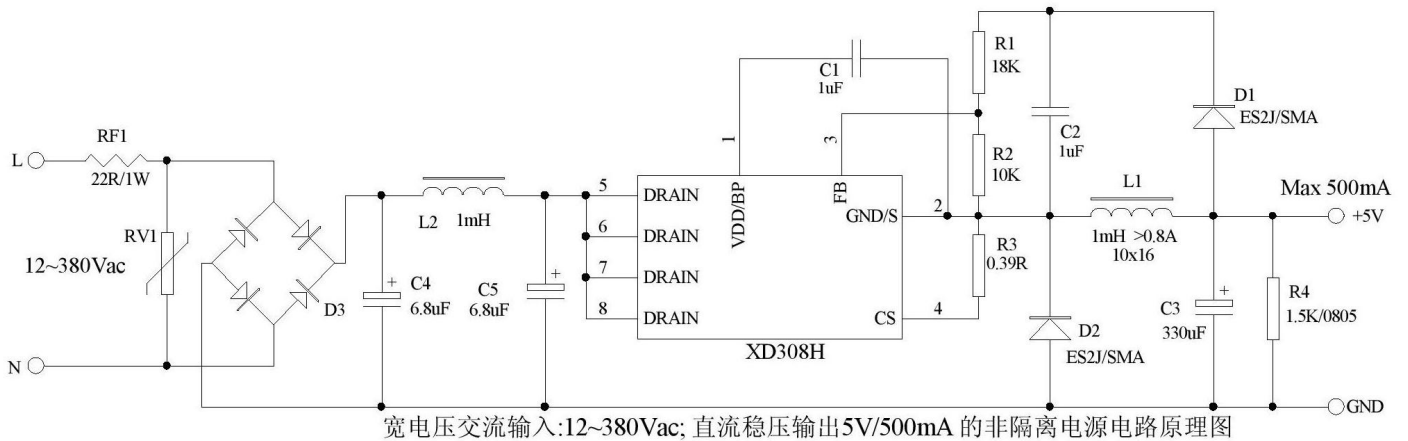 L
RF1
22R/1W
RV1
12~380Vac
N
D3
L2
1mH
C4
6.8uF
C5
6.8uF
5
6
7
8
DRAIN
DRAIN
DRAIN
DRAIN
1
VDD/BP
C1
1uF
3
FB
GND/S
2
CS
4
XD308H
R1
18K
R2
10K
R3
0.39R
C2
1uF
D1
ES2J/SMA
D2
ES2J/SMA
L1
1mH >0.8A
10x16
C3
330uF
R4
1.5K/0805
Max 500mA
+5V
GND
+
+
+
宽电压交流输入:12~380Vac; 直流稳压输出5V/500mA 的非隔离电源电路原理图